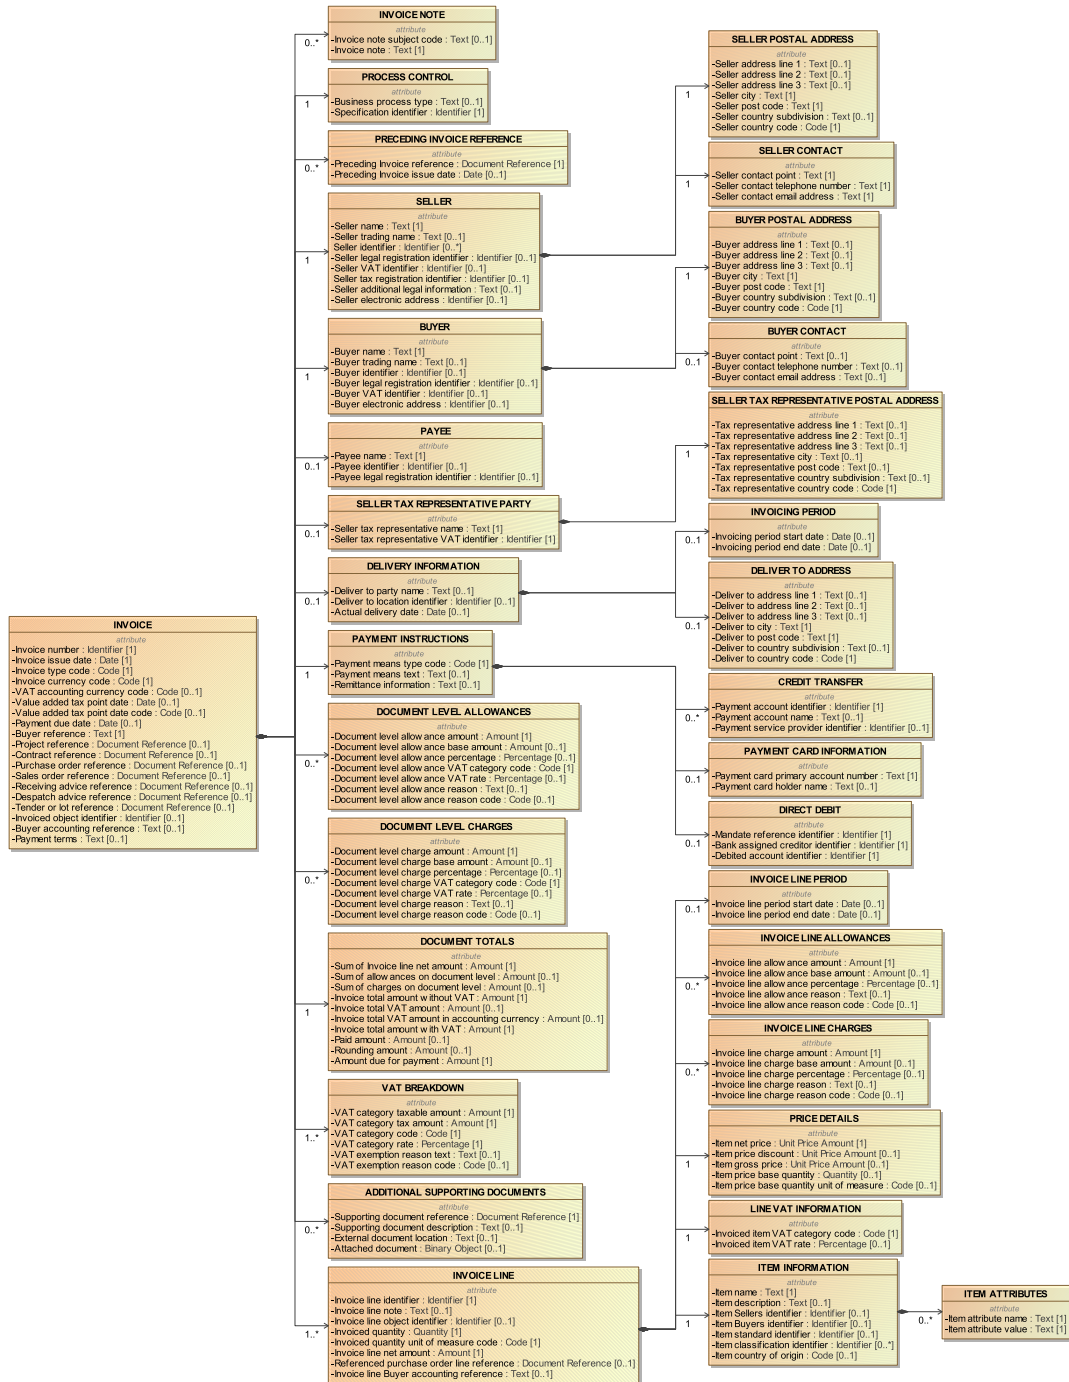 INVOICE
attribute
-Invoice number : Identifier [1]
-Invoice issue date : Date [1]
-Invoice type code : Code [1]
-Invoice currency code : Code [1]
-VAT accounting currency code : Code [0..1]
-Value added tax point date : Date [0..1]
-Value added tax point date code : Code [0..1]
-Payment due date : Date [0..1]
-Buyer reference : Text [1]
-Project reference : Document Reference [0..1]
-Contract reference : Document Reference [0..1]
-Purchase order reference : Document Reference [0..1]
-Sales order reference : Document Reference [0..1]
-Receiving advice reference : Document Reference [0..1]
-Despatch advice reference : Document Reference [0..1]
-Tender or lot reference : Document Reference [0..1]
-Invoiced object identifier : Identifier [0..1]
-Buyer accounting reference : Text [0..1]
-Payment terms : Text [0..1]
0..*
INVOICE NOTE
attribute
-Invoice note subject code : Text [0..1]
-Invoice note : Text [1]
1
PROCESS CONTROL
attribute
-Business process type : Text [0..1]
-Specification identifier : Identifier [1]
0..*
PRECEDING INVOICE REFERENCE
attribute
-Preceding Invoice reference : Document Reference [1]
-Preceding Invoice issue date : Date [0..1]
1
SELLER
attribute
-Seller name : Text [1]
-Seller trading name : Text [0..1]
Seller identifier : Identifier [0..*]
-Seller legal registration identifier : Identifier [0..1]
-Seller VAT identifier : Identifier [0..1]
Seller tax registration identifier : Identifier [0..1]
-Seller additional legal information : Text [0..1]
-Seller electronic address : Identifier [0..1]
1
BUYER
attribute
-Buyer name : Text [1]
-Buyer trading name : Text [0..1]
-Buyer identifier : Identifier [0..1]
-Buyer legal registration identifier : Identifier [0..1]
-Buyer VAT identifier : Identifier [0..1]
-Buyer electronic address : Identifier [0..1]
0..1
PAYEE
attribute
-Payee name : Text [1]
-Payee identifier : Identifier [0..1]
-Payee legal registration identifier : Identifier [0..1]
0..1
SELLER TAX REPRESENTATIVE PARTY
attribute
-Seller tax representative name : Text [1]
-Seller tax representative VAT identifier : Identifier [1]
0..1
DELIVERY INFORMATION
attribute
-Deliver to party name : Text [0..1]
-Deliver to location identifier : Identifier [0..1]
-Actual delivery date : Date [0..1]
1
PAYMENT INSTRUCTIONS
attribute
-Payment means type code : Code [1]
-Payment means text : Text [0..1]
-Remittance information : Text [0..1]
0..*
DOCUMENT LEVEL ALLOWANCES
attribute
-Document level allowance amount : Amount [1]
-Document level allowance base amount : Amount [0..1]
-Document level allowance percentage : Percentage [0..1]
-Document level allowance VAT category code : Code [1]
-Document level allowance VAT rate : Percentage [0..1]
-Document level allowance reason : Text [0..1]
-Document level allowance reason code : Code [0..1]
0..*
DOCUMENT LEVEL CHARGES
attribute
-Document level charge amount : Amount [1]
-Document level charge base amount : Amount [0..1]
-Document level charge percentage : Percentage [0..1]
-Document level charge VAT category code : Code [1]
-Document level charge VAT rate : Percentage [0..1]
-Document level charge reason : Text [0..1]
-Document level charge reason code : Code [0..1]
1
DOCUMENT TOTALS
attribute
-Sum of Invoice line net amount : Amount [1]
-Sum of allowances on document level : Amount [0..1]
-Sum of charges on document level : Amount [0..1]
-Invoice total amount without VAT : Amount [1]
-Invoice total VAT amount : Amount [0..1]
-Invoice total VAT amount in accounting currency : Amount [0..1]
-Invoice total amount with VAT : Amount [1]
-Paid amount : Amount [0..1]
-Rounding amount : Amount [0..1]
-Amount due for payment : Amount [1]
1..*
VAT BREAKDOWN
attribute
-VAT category taxable amount : Amount [1]
-VAT category tax amount : Amount [1]
-VAT category code : Code [1]
-VAT category rate : Percentage [1]
-VAT exemption reason text : Text [0..1]
-VAT exemption reason code : Code [0..1]
0..*
ADDITIONAL SUPPORTING DOCUMENTS
attribute
-Supporting document reference : Document Reference [1]
-Supporting document description : Text [0..1]
-External document location : Text [0..1]
-Attached document : Binary Object [0..1]
1..*
INVOICE LINE
attribute
-Invoice line identifier : Identifier [1]
-Invoice line note : Text [0..1]
-Invoice line object identifier : Identifier [0..1]
-Invoiced quantity : Quantity [1]
-Invoiced quantity unit of measure code : Code [1]
-Invoice line net amount : Amount [1]
-Referenced purchase order line reference : Document Reference [0..1]
-Invoice line Buyer accounting reference : Text [0..1]
1
SELLER POSTAL ADDRESS
attribute
-Seller address line 1 : Text [0..1]
-Seller address line 2 : Text [0..1]
-Seller address line 3 : Text [0..1]
-Seller city : Text [1]
-Seller post code : Text [1]
-Seller country subdivision : Text [0..1]
-Seller country code : Code [1]
1
SELLER CONTACT
attribute
-Seller contact point : Text [1]
-Seller contact telephone number : Text [1]
-Seller contact email address : Text [1]
1
BUYER POSTAL ADDRESS
attribute
-Buyer address line 1 : Text [0..1]
-Buyer address line 2 : Text [0..1]
-Buyer address line 3 : Text [0..1]
-Buyer city : Text [1]
-Buyer post code : Text [1]
-Buyer country subdivision : Text [0..1]
-Buyer country code : Code [1]
0..1
BUYER CONTACT
attribute
-Buyer contact point : Text [0..1]
-Buyer contact telephone number : Text [0..1]
-Buyer contact email address : Text [0..1]
1
SELLER TAX REPRESENTATIVE POSTAL ADDRESS
attribute
-Tax representative address line 1 : Text [0..1]
-Tax representative address line 2 : Text [0..1]
-Tax representative address line 3 : Text [0..1]
-Tax representative city : Text [0..1]
-Tax representative post code : Text [0..1]
-Tax representative country subdivision : Text [0..1]
-Tax representative country code : Code [1]
0..1
INVOICING PERIOD
attribute
-Invoicing period start date : Date [0..1]
-Invoicing period end date : Date [0..1]
0..1
DELIVER TO ADDRESS
attribute
-Deliver to address line 1 : Text [0..1]
-Deliver to address line 2 : Text [0..1]
-Deliver to address line 3 : Text [0..1]
-Deliver to city : Text [1]
-Deliver to post code : Text [1]
-Deliver to country subdivision : Text [0..1]
-Deliver to country code : Code [1]
0..*
CREDIT TRANSFER
attribute
-Payment account identifier : Identifier [1]
-Payment account name : Text [0..1]
-Payment service provider identifier : Identifier [0..1]
0..1
PAYMENT CARD INFORMATION
attribute
-Payment card primary account number : Text [1]
-Payment card holder name : Text [0..1]
0..1
DIRECT DEBIT
attribute
-Mandate reference identifier : Identifier [1]
-Bank assigned creditor identifier : Identifier [1]
-Debited account identifier : Identifier [1]
0..1
INVOICE LINE PERIOD
attribute
-Invoice line period start date : Date [0..1]
-Invoice line period end date : Date [0..1]
0..*
INVOICE LINE ALLOWANCES
attribute
-Invoice line allowance amount : Amount [1]
-Invoice line allowance base amount : Amount [0..1]
-Invoice line allowance percentage : Percentage [0..1]
-Invoice line allowance reason : Text [0..1]
-Invoice line allowance reason code : Code [0..1]
0..*
INVOICE LINE CHARGES
attribute
-Invoice line charge amount : Amount [1]
-Invoice line charge base amount : Amount [0..1]
-Invoice line charge percentage : Percentage [0..1]
-Invoice line charge reason : Text [0..1]
-Invoice line charge reason code : Code [0..1]
1
PRICE DETAILS
attribute
-Item net price : Unit Price Amount [1]
-Item price discount : Unit Price Amount [0..1]
-Item gross price : Unit Price Amount [0..1]
-Item price base quantity : Quantity [0..1]
-Item price base quantity unit of measure : Code [0..1]
1
LINE VAT INFORMATION
attribute
-Invoiced item VAT category code : Code [1]
-Invoiced item VAT rate : Percentage [0..1]
1
ITEM INFORMATION
attribute
-Item name : Text [1]
-Item description : Text [0..1]
-Item Sellers identifier : Identifier [0..1]
-Item Buyers identifier : Identifier [0..1]
-Item standard identifier : Identifier [0..1]
-Item classification identifier : Identifier [0..*]
-Item country of origin : Code [0..1]
0..*
ITEM ATTRIBUTES
attribute
-Item attribute name : Text [1]
-Item attribute value : Text [1]